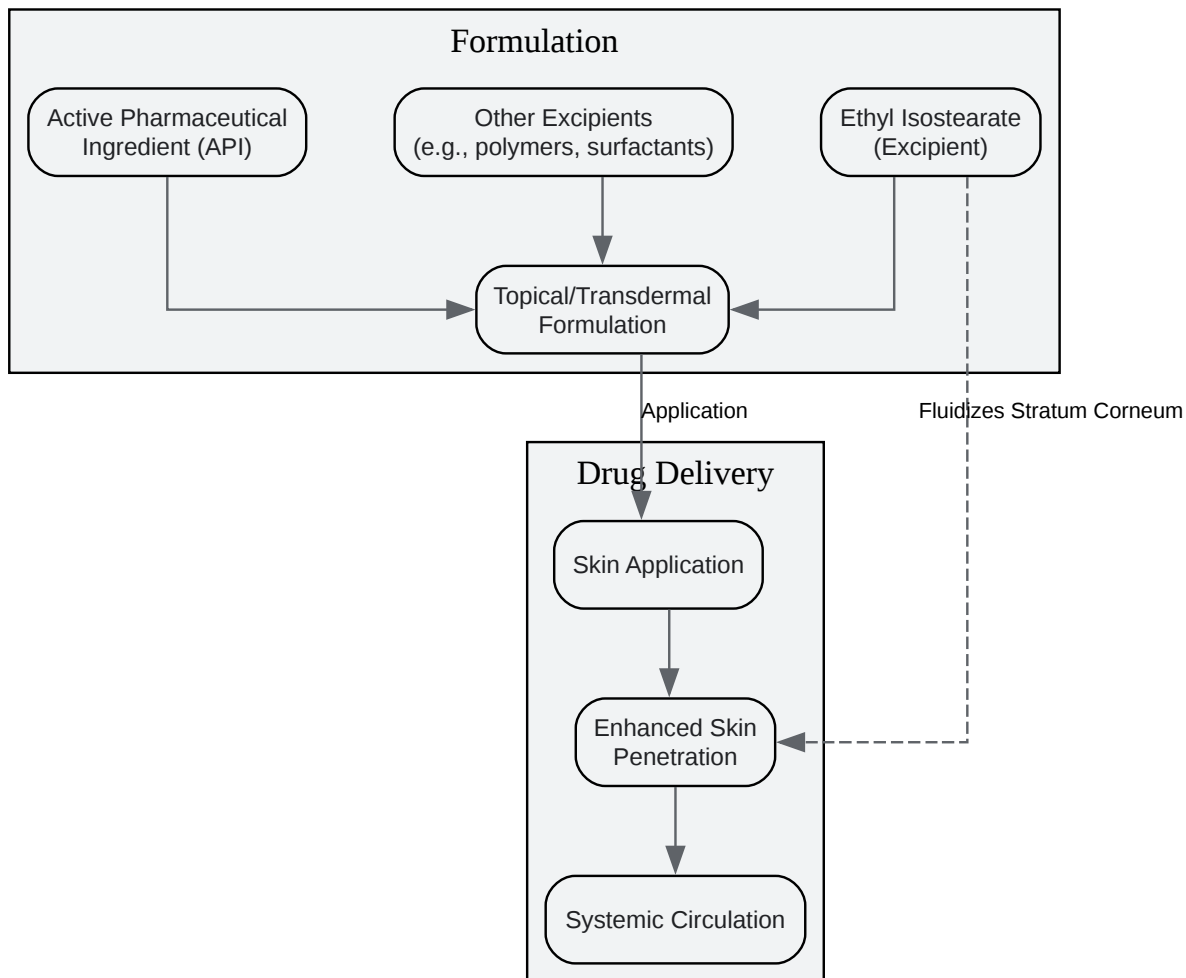 Formulation
Active Pharmaceutical
Ingredient (API)
Other Excipients
(e.g., polymers, surfactants)
Ethyl Isostearate
(Excipient)
Topical/Transdermal
Formulation
Application
Fluidizes Stratum Corneum
Drug Delivery
Skin Application
Enhanced Skin
Penetration
Systemic Circulation